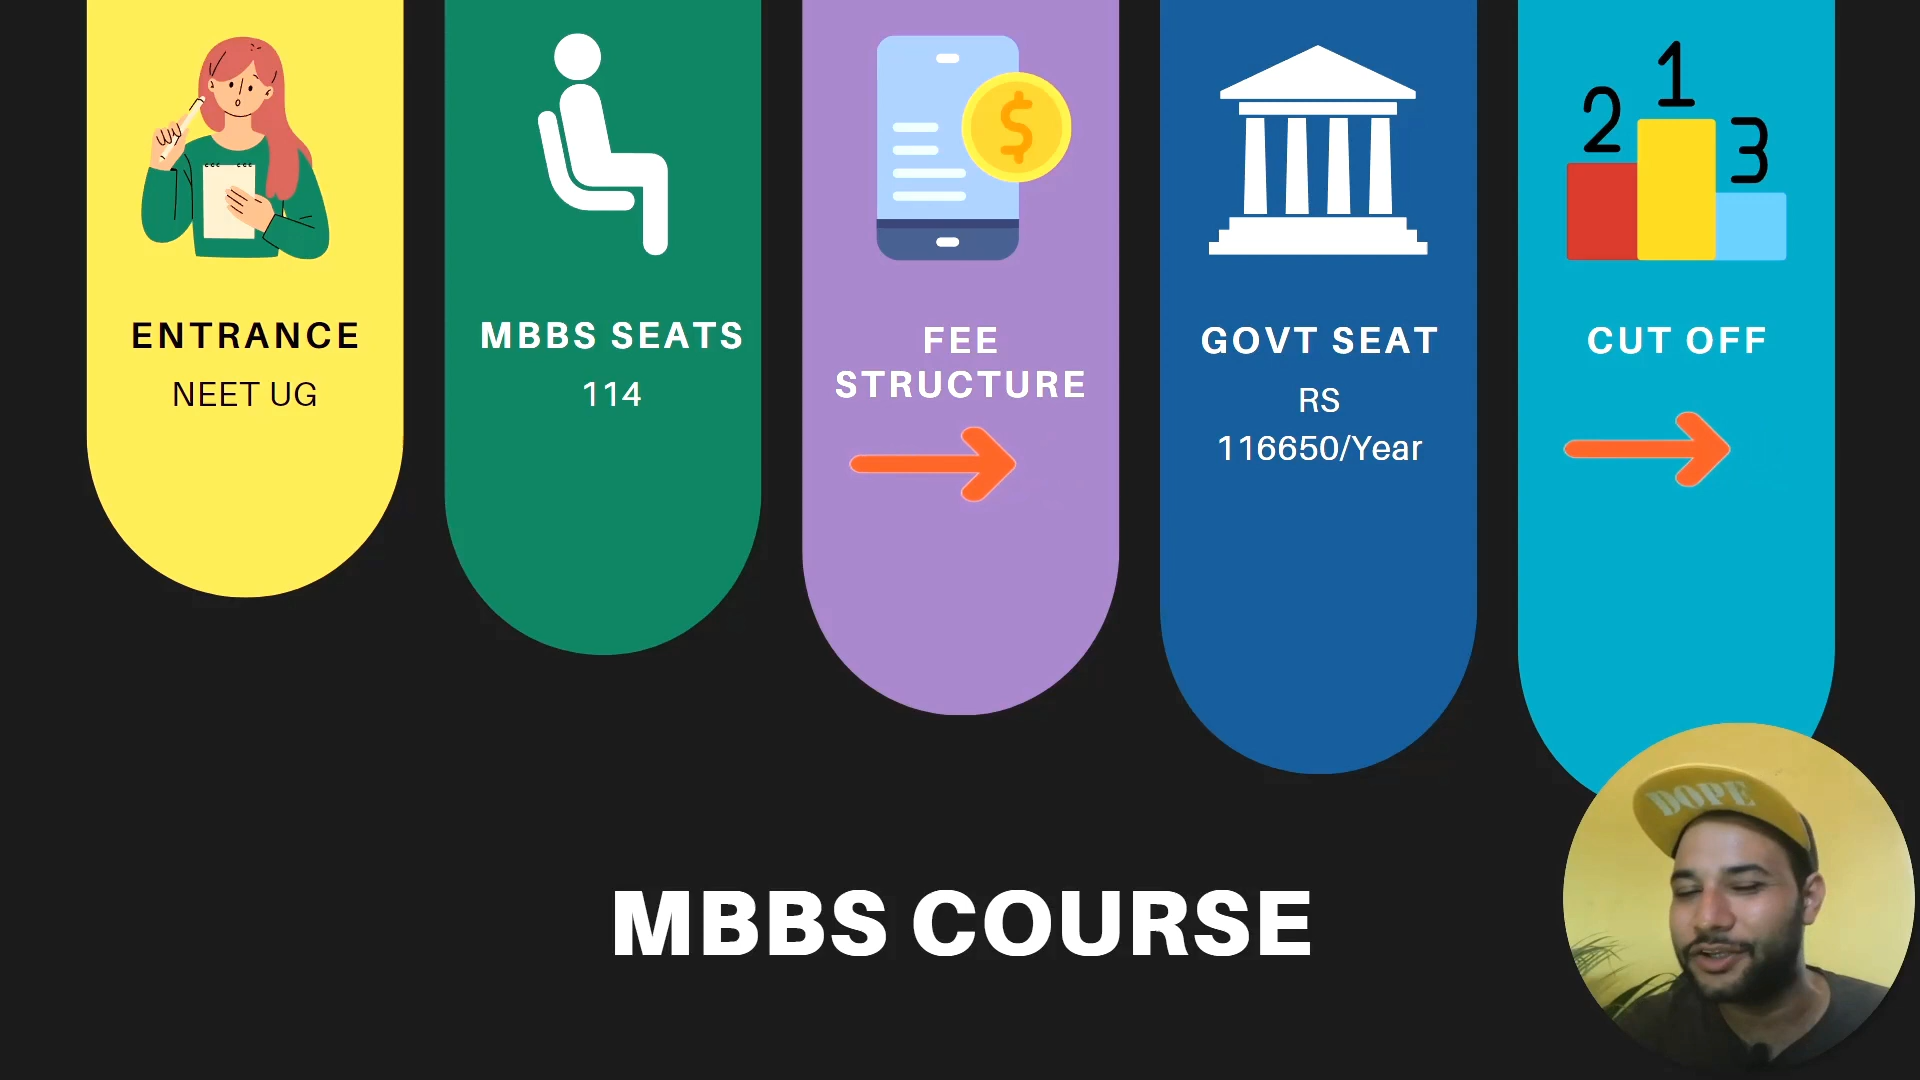 ENTRANCE
NEET UG
MBBS SEATS
114
FEE
STRUCTURE
GOVT SEAT
RS
116650/Year
2
1
3
CUT OFF
MBBS COURSE
DOPE